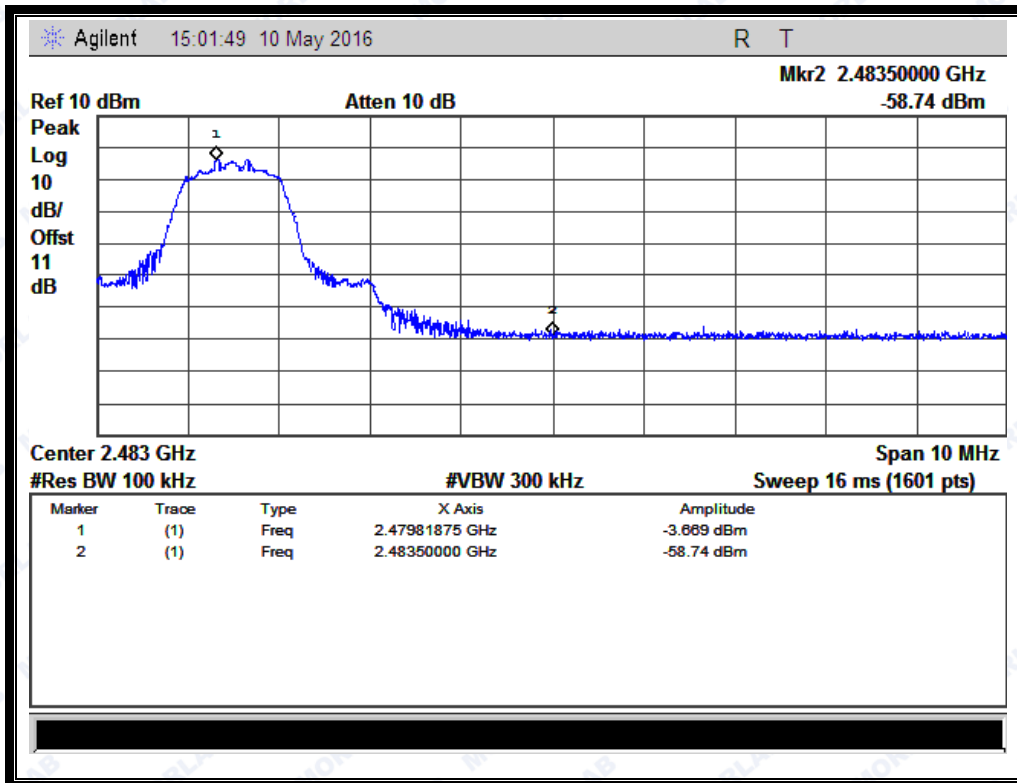 Agilent 15:01:49 10 May 2016 R T
Mkr2 2.48350000 GHz
Ref 10 dBm Atten 10 dB -58.74 dBm
Peak
Log
10
dB/
Offst
11
dB
1
2
Center 2.483 GHz Span 10 MHz
#Res BW 100 kHz #VBW 300 kHz Sweep 16 ms (1601 pts)
Marker Trace Type X Axis Amplitude
1 (1) Freq 2.47981875 GHz -3.669 dBm
2 (1) Freq 2.48350000 GHz -58.74 dBm